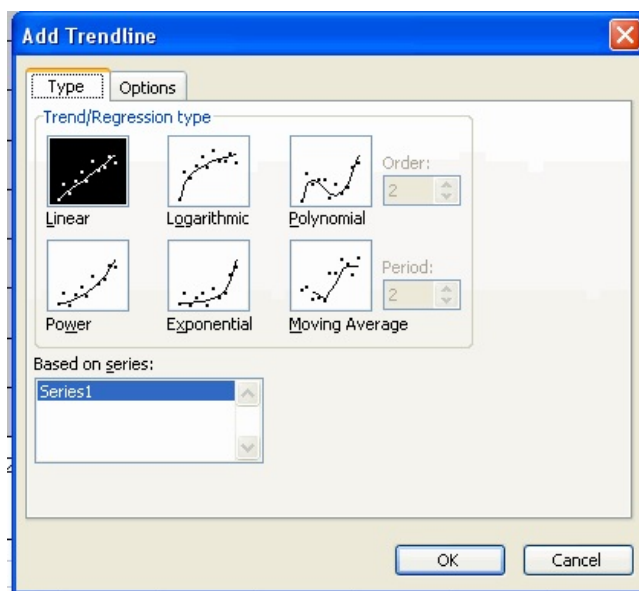 Add Trendline
Type Options
Trend/Regression type
Linear Logarithmic Polynomial Order: 2
Power Exponential Moving Average Period: 2
Based on series:
Series1
OK Cancel